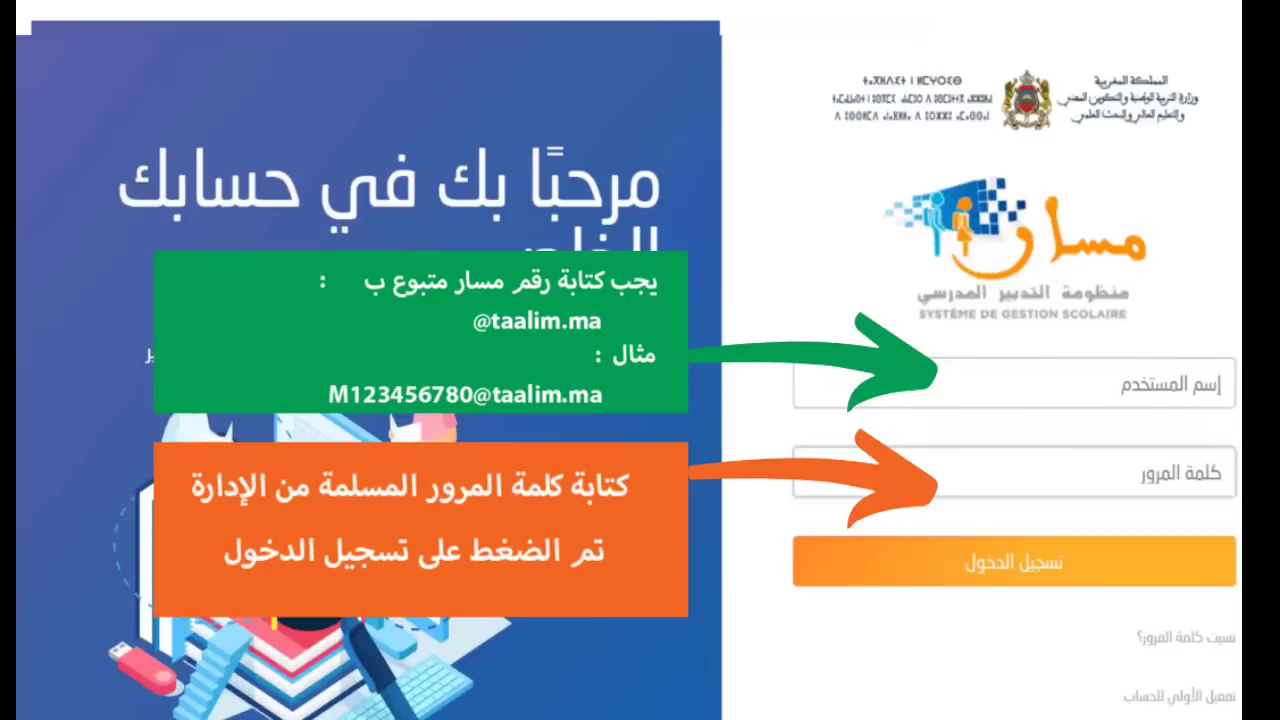 المملكة المغربية
وزارة التربية الوطنية والتكوين المهني
والتعليم العالي والبحث العلمي
مسار
منظومة التدبير المدرسي
SYSTÈME DE GESTION SCOLAIRE
مرحبًا بك في حسابك
يجب كتابة رقم مسار متبوع ب :
@taalim.ma
مثال :
M123456780@taalim.ma
كتابة كلمة المرور المسلمة من الإدارة
تم الضغط على تسجيل الدخول
إسم المستخدم
كلمة المرور
تسجيل الدخول
نسيت كلمة المرور؟
تفعيل الأولي للحساب